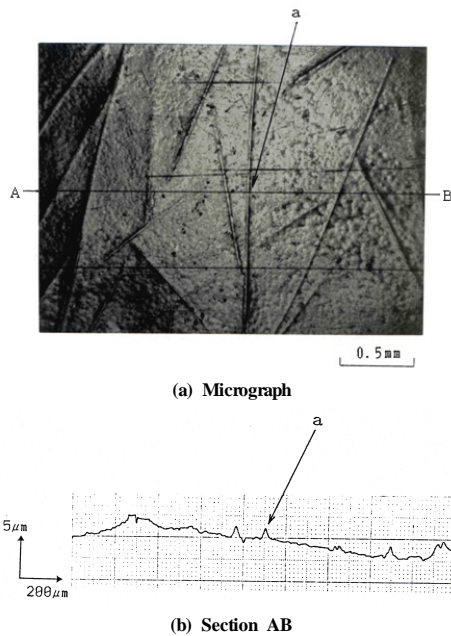 a
A
B
0.5mm
(a) Micrograph
a
5μm
200μm
(b) Section AB